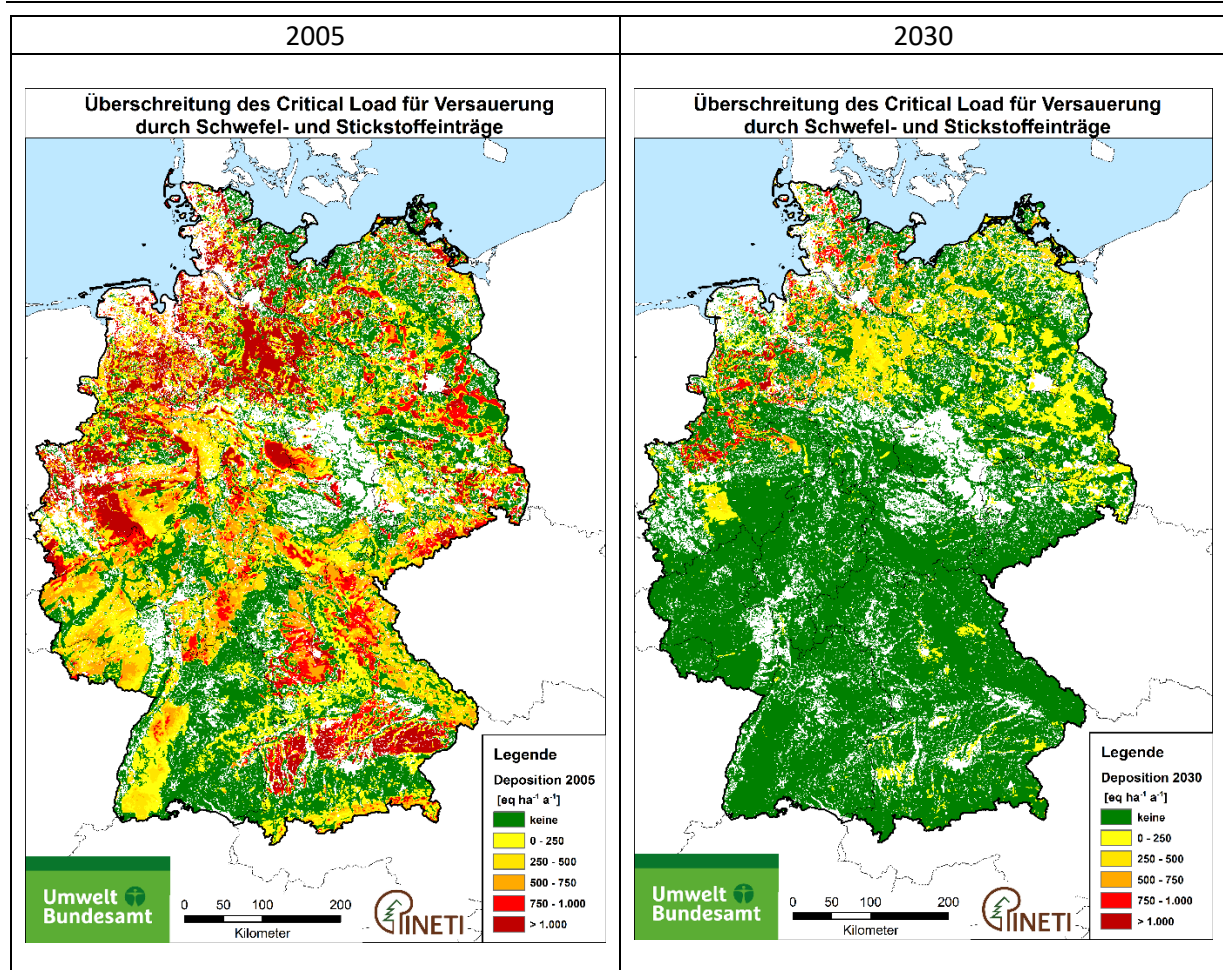 2005
2030
Überschreitung des Critical Load für Versauerung
durch Schwefel- und Stickstoffeinträge
Legende
Deposition 2005
[eq ha⁻¹ a⁻¹]
keine
0 - 250
250 - 500
500 - 750
750 - 1.000
> 1.000
Umwelt
Bundesamt
0 50 100 200
Kilometer
PINETI
Überschreitung des Critical Load für Versauerung
durch Schwefel- und Stickstoffeinträge
Legende
Deposition 2030
[eq ha⁻¹ a⁻¹]
keine
0 - 250
250 - 500
500 - 750
750 - 1.000
> 1.000
Umwelt
Bundesamt
0 50 100 200
Kilometer
PINETI